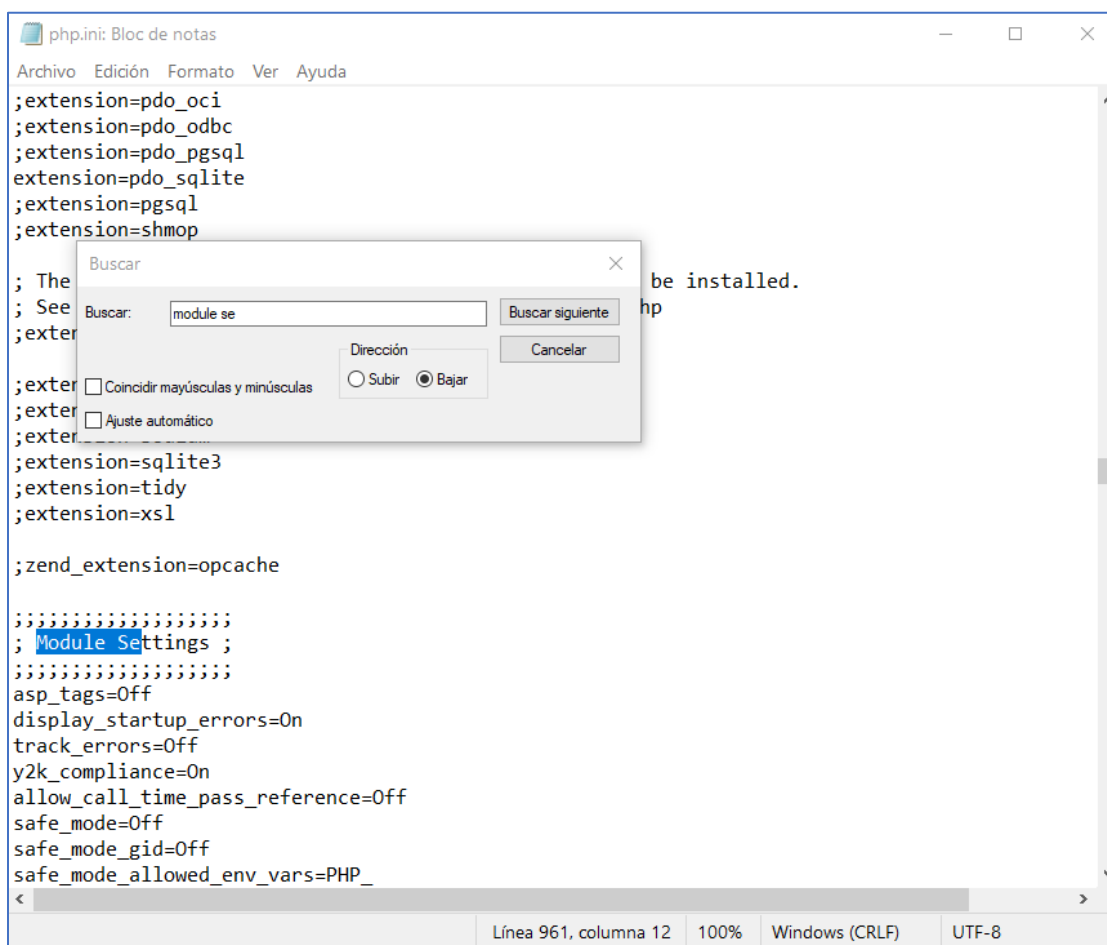 php.ini: Bloc de notas
Archivo Edición Formato Ver Ayuda
;extension=pdo_oci
;extension=pdo_odbc
;extension=pdo_pgsql
extension=pdo_sqlite
;extension=pgsql
;extension=shmop
; The be installed.
; See hp
;exter
;exter
;exter
;exter
;extension=sqlite3
;extension=tidy
;extension=xsl
;zend_extension=opcache
;;;;;;;;;;;;;;;;;;;
; Module Settings ;
;;;;;;;;;;;;;;;;;;;
asp_tags=Off
display_startup_errors=On
track_errors=Off
y2k_compliance=On
allow_call_time_pass_reference=Off
safe_mode=Off
safe_mode_gid=Off
safe_mode_allowed_env_vars=PHP_
Buscar
Buscar: module se Buscar siguiente
Dirección Cancelar
Coincidir mayúsculas y minúsculas Subir Bajar
Ajuste automático
Línea 961, columna 12 100% Windows (CRLF) UTF-8